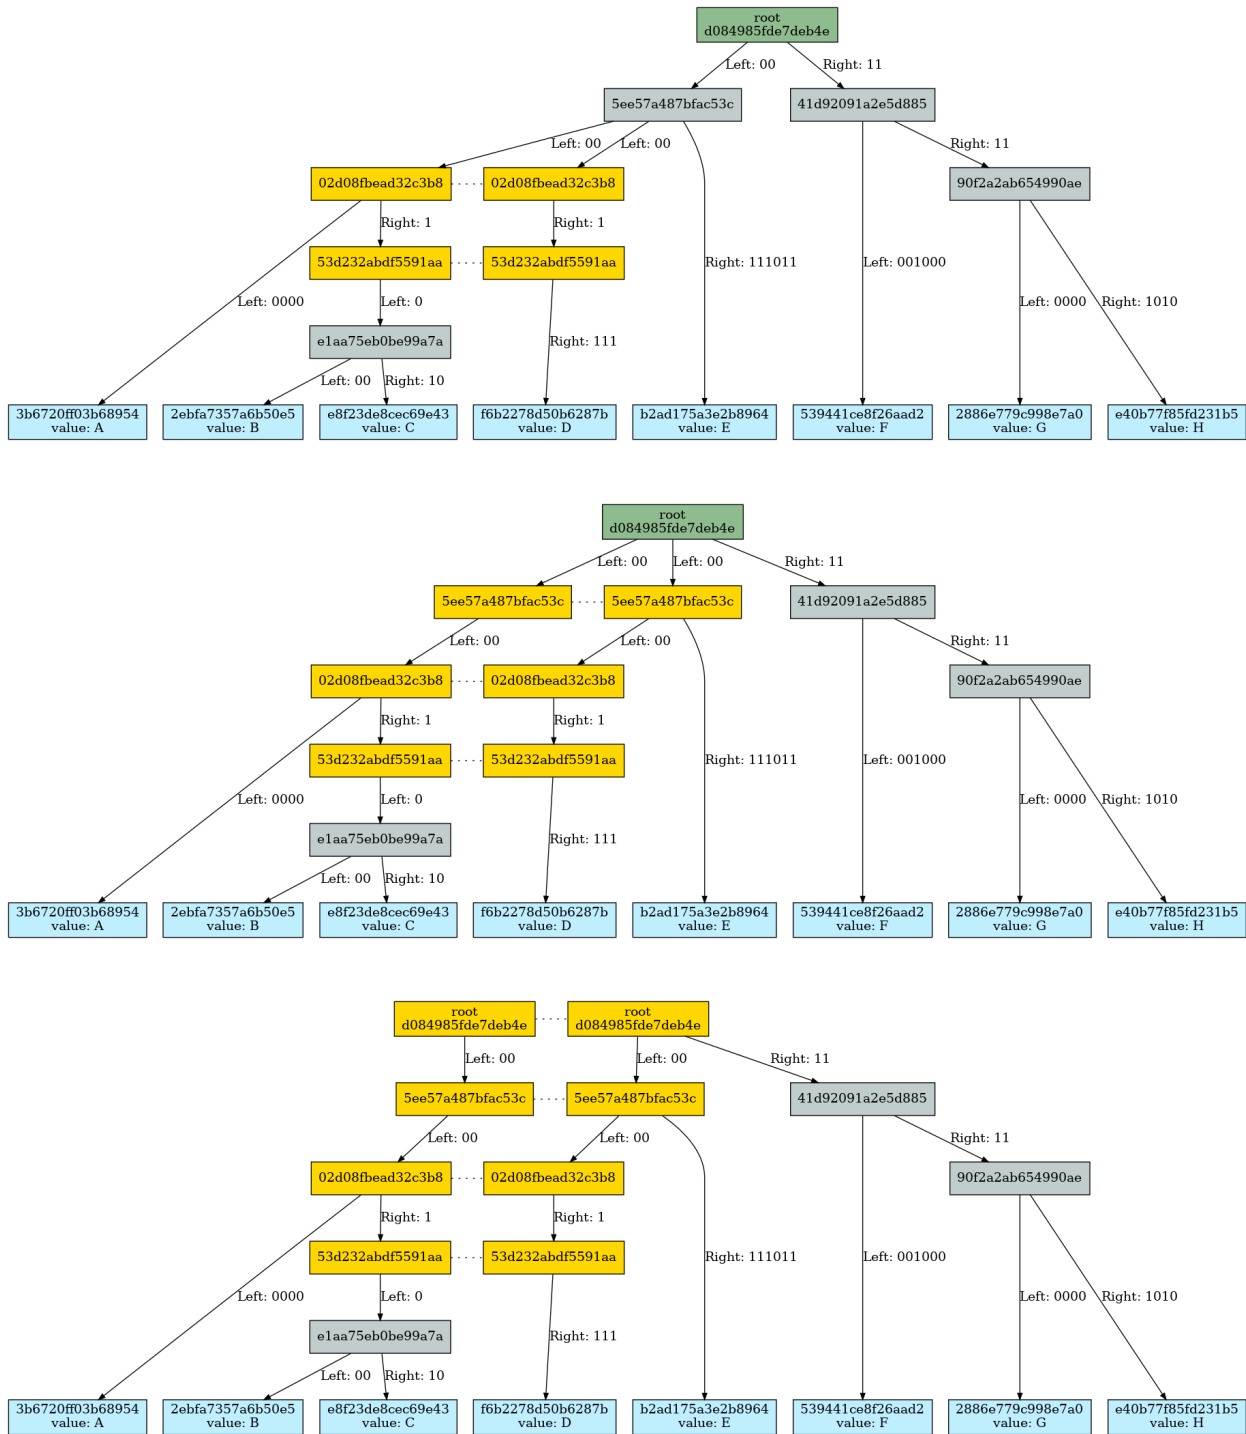 root
d084985fde7deb4e
Left: 00
Right: 11
5ee57a487bfac53c
41d92091a2e5d885
Left: 00
Left: 00
Right: 11
02d08fbead32c3b8
02d08fbead32c3b8
90f2a2ab654990ae
Right: 1
Right: 1
53d232abdf5591aa
53d232abdf5591aa
Right: 111011
Left: 001000
Left: 0000
Left: 0
Left: 0000
Right: 1010
e1aa75eb0be99a7a
Right: 111
Left: 00
Right: 10
3b6720ff03b68954
value: A
2ebfa7357a6b50e5
value: B
e8f23de8cec69e43
value: C
f6b2278d50b6287b
value: D
b2ad175a3e2b8964
value: E
539441ce8f26aad2
value: F
2886e779c998e7a0
value: G
e40b77f85fd231b5
value: H
root
d084985fde7deb4e
Left: 00
Left: 00
Right: 11
5ee57a487bfac53c
5ee57a487bfac53c
41d92091a2e5d885
Left: 00
Left: 00
Right: 11
02d08fbead32c3b8
02d08fbead32c3b8
90f2a2ab654990ae
Right: 1
Right: 1
53d232abdf5591aa
53d232abdf5591aa
Right: 111011
Left: 001000
Left: 0000
Left: 0
Left: 0000
Right: 1010
e1aa75eb0be99a7a
Right: 111
Left: 00
Right: 10
3b6720ff03b68954
value: A
2ebfa7357a6b50e5
value: B
e8f23de8cec69e43
value: C
f6b2278d50b6287b
value: D
b2ad175a3e2b8964
value: E
539441ce8f26aad2
value: F
2886e779c998e7a0
value: G
e40b77f85fd231b5
value: H
root
d084985fde7deb4e
root
d084985fde7deb4e
Left: 00
Left: 00
Right: 11
5ee57a487bfac53c
5ee57a487bfac53c
41d92091a2e5d885
Left: 00
Left: 00
Right: 11
02d08fbead32c3b8
02d08fbead32c3b8
90f2a2ab654990ae
Right: 1
Right: 1
53d232abdf5591aa
53d232abdf5591aa
Right: 111011
Left: 001000
Left: 0000
Left: 0
Left: 0000
Right: 1010
e1aa75eb0be99a7a
Right: 111
Left: 00
Right: 10
3b6720ff03b68954
value: A
2ebfa7357a6b50e5
value: B
e8f23de8cec69e43
value: C
f6b2278d50b6287b
value: D
b2ad175a3e2b8964
value: E
539441ce8f26aad2
value: F
2886e779c998e7a0
value: G
e40b77f85fd231b5
value: H